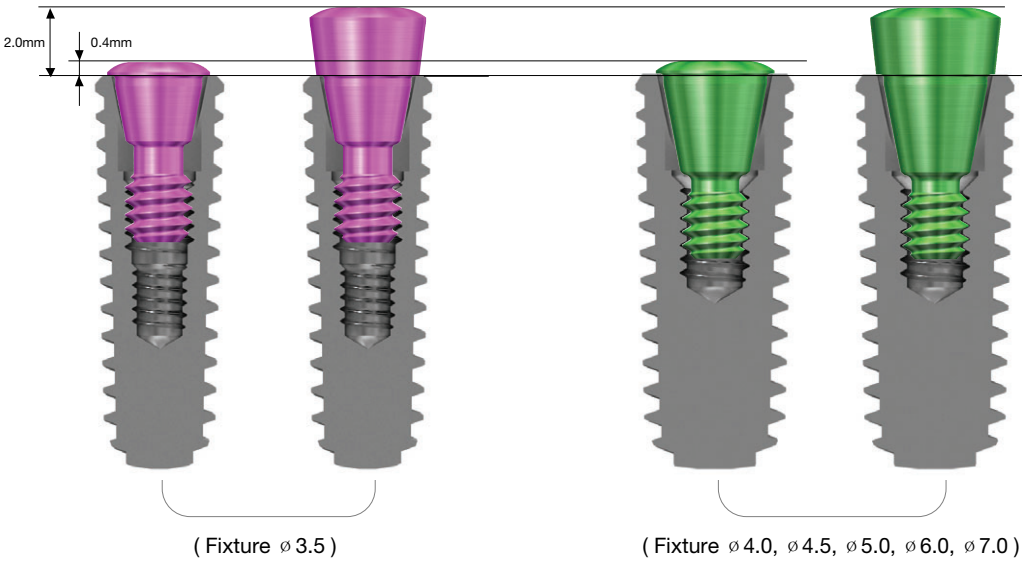 2.0mm
0.4mm
( Fixture ø 3.5 )
( Fixture ø 4.0, ø 4.5, ø 5.0, ø 6.0, ø 7.0 )